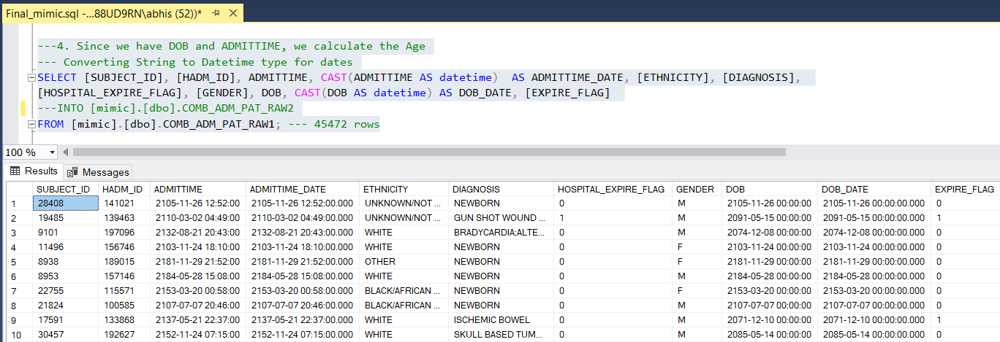 Final_mimic.sql -...88UD9RN\abhis (52))*
---4. Since we have DOB and ADMITTIME, we calculate the Age
--- Converting String to Datetime type for dates
SELECT [SUBJECT_ID], [HADM_ID], ADMITTIME, CAST(ADMITTIME AS datetime)  AS ADMITTIME_DATE, [ETHNICITY], [DIAGNOSIS],
[HOSPITAL_EXPIRE_FLAG], [GENDER], DOB, CAST(DOB AS datetime) AS DOB_DATE, [EXPIRE_FLAG]
---INTO [mimic].[dbo].COMB_ADM_PAT_RAW2
FROM [mimic].[dbo].COMB_ADM_PAT_RAW1; --- 45472 rows
100 %
Results Messages
SUBJECT_ID HADM_ID ADMITTIME ADMITTIME_DATE ETHNICITY DIAGNOSIS HOSPITAL_EXPIRE_FLAG GENDER DOB DOB_DATE EXPIRE_FLAG
1 28408 141021 2105-11-26 12:52:00 2105-11-26 12:52:00.000 UNKNOWN/NOT ... NEWBORN 0 M 2105-11-26 00:00:00 2105-11-26 00:00:00.000 0
2 19485 139463 2110-03-02 04:49:00 2110-03-02 04:49:00.000 UNKNOWN/NOT ... GUN SHOT WOUND ... 1 M 2091-05-15 00:00:00 2091-05-15 00:00:00.000 1
3 9101 197096 2132-08-21 20:43:00 2132-08-21 20:43:00.000 WHITE BRADYCARDIA;ALTE... 0 M 2074-12-08 00:00:00 2074-12-08 00:00:00.000 0
4 11496 156746 2103-11-24 18:10:00 2103-11-24 18:10:00.000 WHITE NEWBORN 0 F 2103-11-24 00:00:00 2103-11-24 00:00:00.000 0
5 8938 189015 2181-11-29 21:52:00 2181-11-29 21:52:00.000 OTHER NEWBORN 0 F 2181-11-29 00:00:00 2181-11-29 00:00:00.000 0
6 8953 157146 2184-05-28 15:08:00 2184-05-28 15:08:00.000 WHITE NEWBORN 0 M 2184-05-28 00:00:00 2184-05-28 00:00:00.000 0
7 22755 115571 2153-03-20 00:58:00 2153-03-20 00:58:00.000 BLACK/AFRICAN ... NEWBORN 0 F 2153-03-20 00:00:00 2153-03-20 00:00:00.000 0
8 21824 100585 2107-07-07 20:46:00 2107-07-07 20:46:00.000 BLACK/AFRICAN ... NEWBORN 0 M 2107-07-07 00:00:00 2107-07-07 00:00:00.000 0
9 17591 133868 2137-05-21 22:37:00 2137-05-21 22:37:00.000 WHITE ISCHEMIC BOWEL 0 M 2071-12-10 00:00:00 2071-12-10 00:00:00.000 1
10 30457 192627 2152-11-24 07:15:00 2152-11-24 07:15:00.000 WHITE SKULL BASED TUM... 0 M 2085-05-14 00:00:00 2085-05-14 00:00:00.000 0